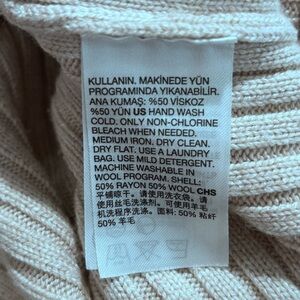 KULLANIN. MAKİNEDE YÜN
PROGRAMINDA YIKANABİLİR.
ANA KUMAŞ: %50 VİSKOZ
%50 YÜN US HAND WASH
COLD. ONLY NON-CHLORINE
BLEACH WHEN NEEDED.
MEDIUM IRON. DRY CLEAN.
DRY FLAT. USE A LAUNDRY
BAG. USE MILD DETERGENT.
MACHINE WASHABLE IN
WOOL PROGRAM. SHELL:
50% RAYON 50% WOOL CHS
平铺晾干。请使用洗衣袋。请
使用丝毛洗涤剂。可使用羊毛
机洗程序洗涤。面料: 50% 粘纤
50% 羊毛